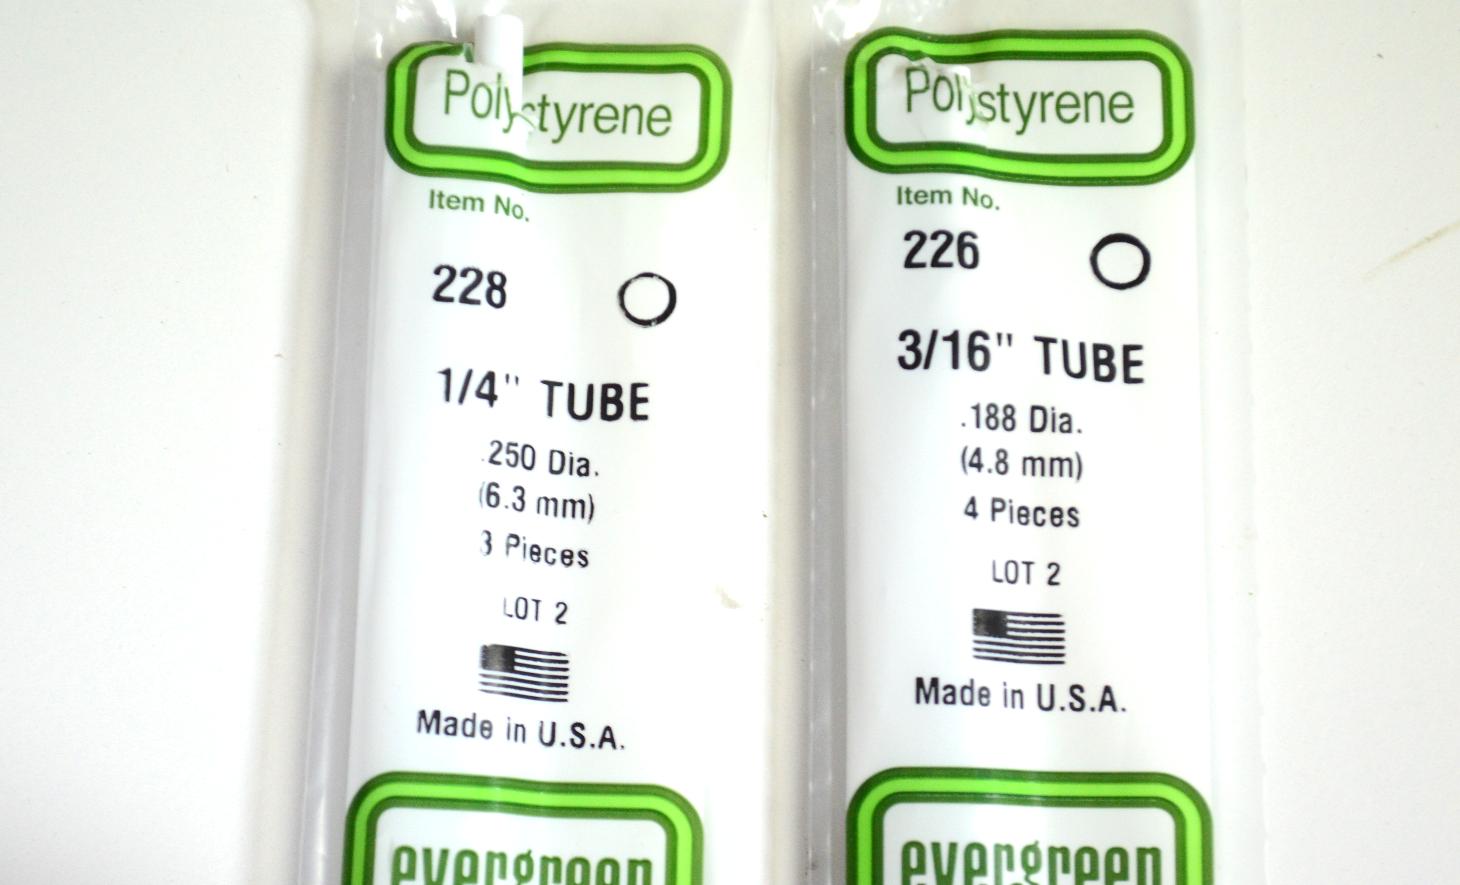 Polystyrene
Item No.
228
1/4" TUBE
.250 Dia.
(6.3 mm)
3 Pieces
LOT 2
Made in U.S.A.
evergreen
Polystyrene
Item No.
226
3/16" TUBE
.188 Dia.
(4.8 mm)
4 Pieces
LOT 2
Made in U.S.A.
evergreen